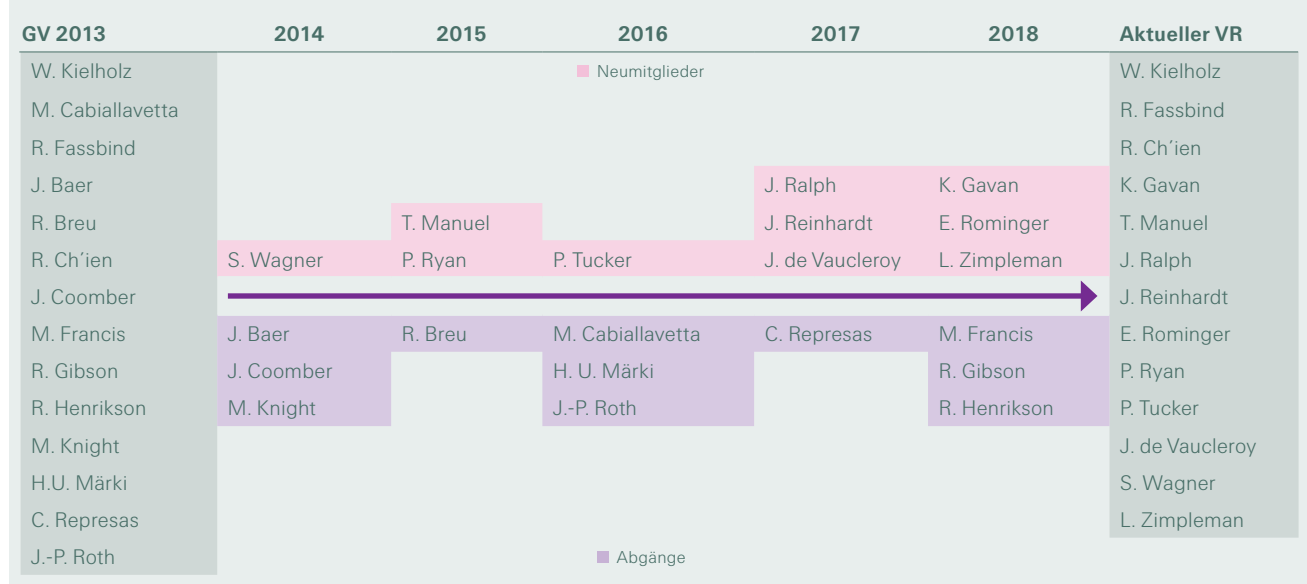 GV 2013 2014 2015 2016 2017 2018 Aktueller VR
W. Kielholz Neumitglieder W. Kielholz
M. Cabiallavetta R. Fassbind
R. Fassbind R. Ch'ien
J. Baer J. Ralph K. Gavan K. Gavan
R. Breu T. Manuel J. Reinhardt E. Rominger T. Manuel
R. Ch'ien S. Wagner P. Ryan P. Tucker J. de Vaucleroy L. Zimpleman J. Ralph
J. Coomber J. Reinhardt
M. Francis J. Baer R. Breu M. Cabiallavetta C. Represas M. Francis E. Rominger
R. Gibson J. Coomber H. U. Märki R. Gibson P. Ryan
R. Henrikson M. Knight J.-P. Roth R. Henrikson P. Tucker
M. Knight J. de Vaucleroy
H.U. Märki S. Wagner
C. Represas L. Zimpleman
J.-P. Roth Abgänge